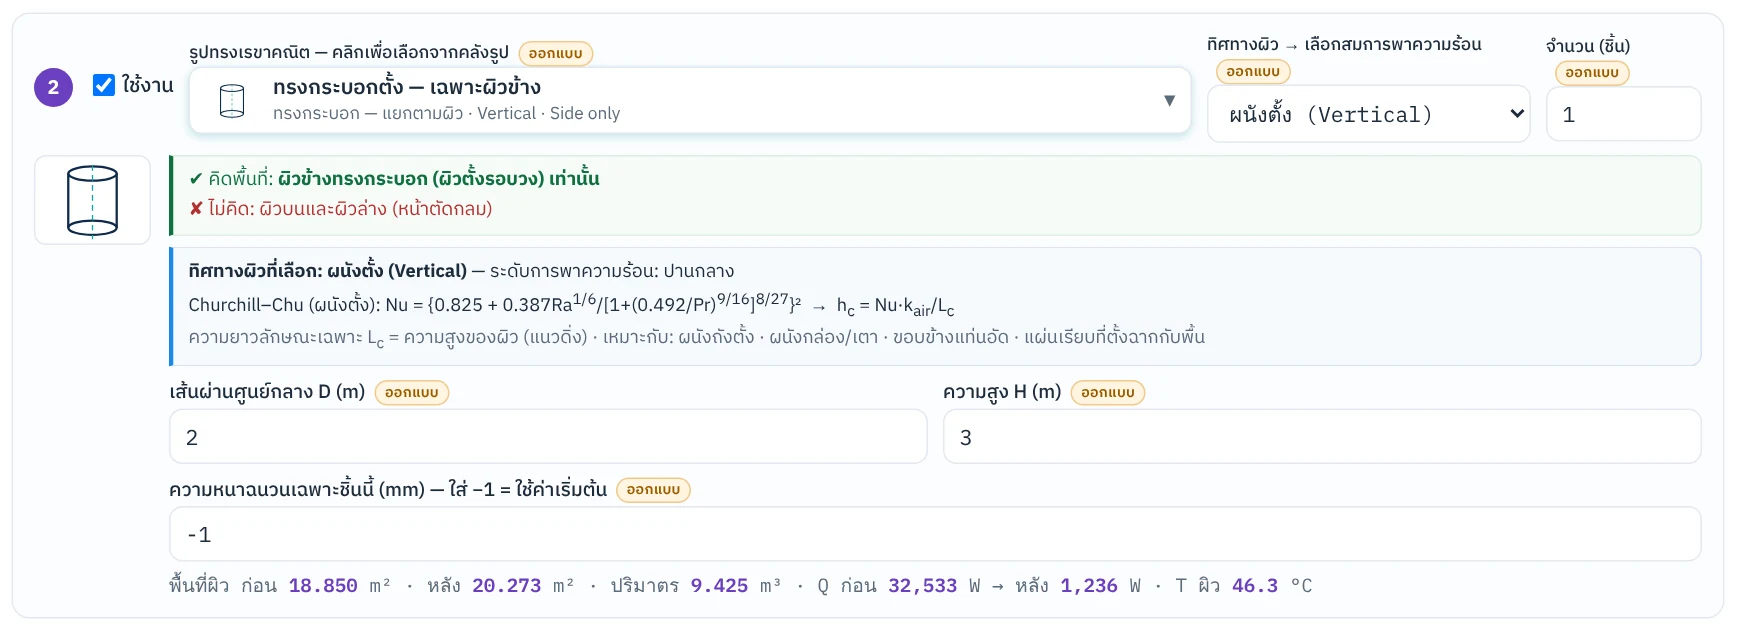 2
ใช้งาน
รูปทรงเรขาคณิต — คลิกเพื่อเลือกจากคลังรูป ออกแบบ
ทรงกระบอกตั้ง — เฉพาะผิวข้าง
ทรงกระบอก — แยกตามผิว · Vertical · Side only
▼
ทิศทางผิว → เลือกสมการพาความร้อน
ออกแบบ
ผนังตั้ง (Vertical)
จำนวน (ชิ้น)
ออกแบบ
1
✔ คิดพื้นที่: ผิวข้างทรงกระบอก (ผิวตั้งรอบวง) เท่านั้น
✘ ไม่คิด: ผิวบนและผิวล่าง (หน้าตัดกลม)
ทิศทางผิวที่เลือก: ผนังตั้ง (Vertical) — ระดับการพาความร้อน: ปานกลาง
Churchill–Chu (ผนังตั้ง): Nu = {0.825 + 0.387Ra^1/6/[1+(0.492/Pr)^9/16]^8/27}² → h_c = Nu·k_air/L_c
ความยาวลักษณะเฉพาะ L_c = ความสูงของผิว (แนวดิ่ง) · เหมาะกับ: ผนังถังตั้ง · ผนังกล่อง/เตา · ขอบข้างแท่นอัด · แผ่นเรียบที่ตั้งฉากกับพื้น
เส้นผ่านศูนย์กลาง D (m) ออกแบบ
2
ความสูง H (m) ออกแบบ
3
ความหนาฉนวนเฉพาะชิ้นนี้ (mm) — ใส่ −1 = ใช้ค่าเริ่มต้น ออกแบบ
-1
พื้นที่ผิว ก่อน 18.850 m² · หลัง 20.273 m² · ปริมาตร 9.425 m³ · Q ก่อน 32,533 W → หลัง 1,236 W · T ผิว 46.3 °C